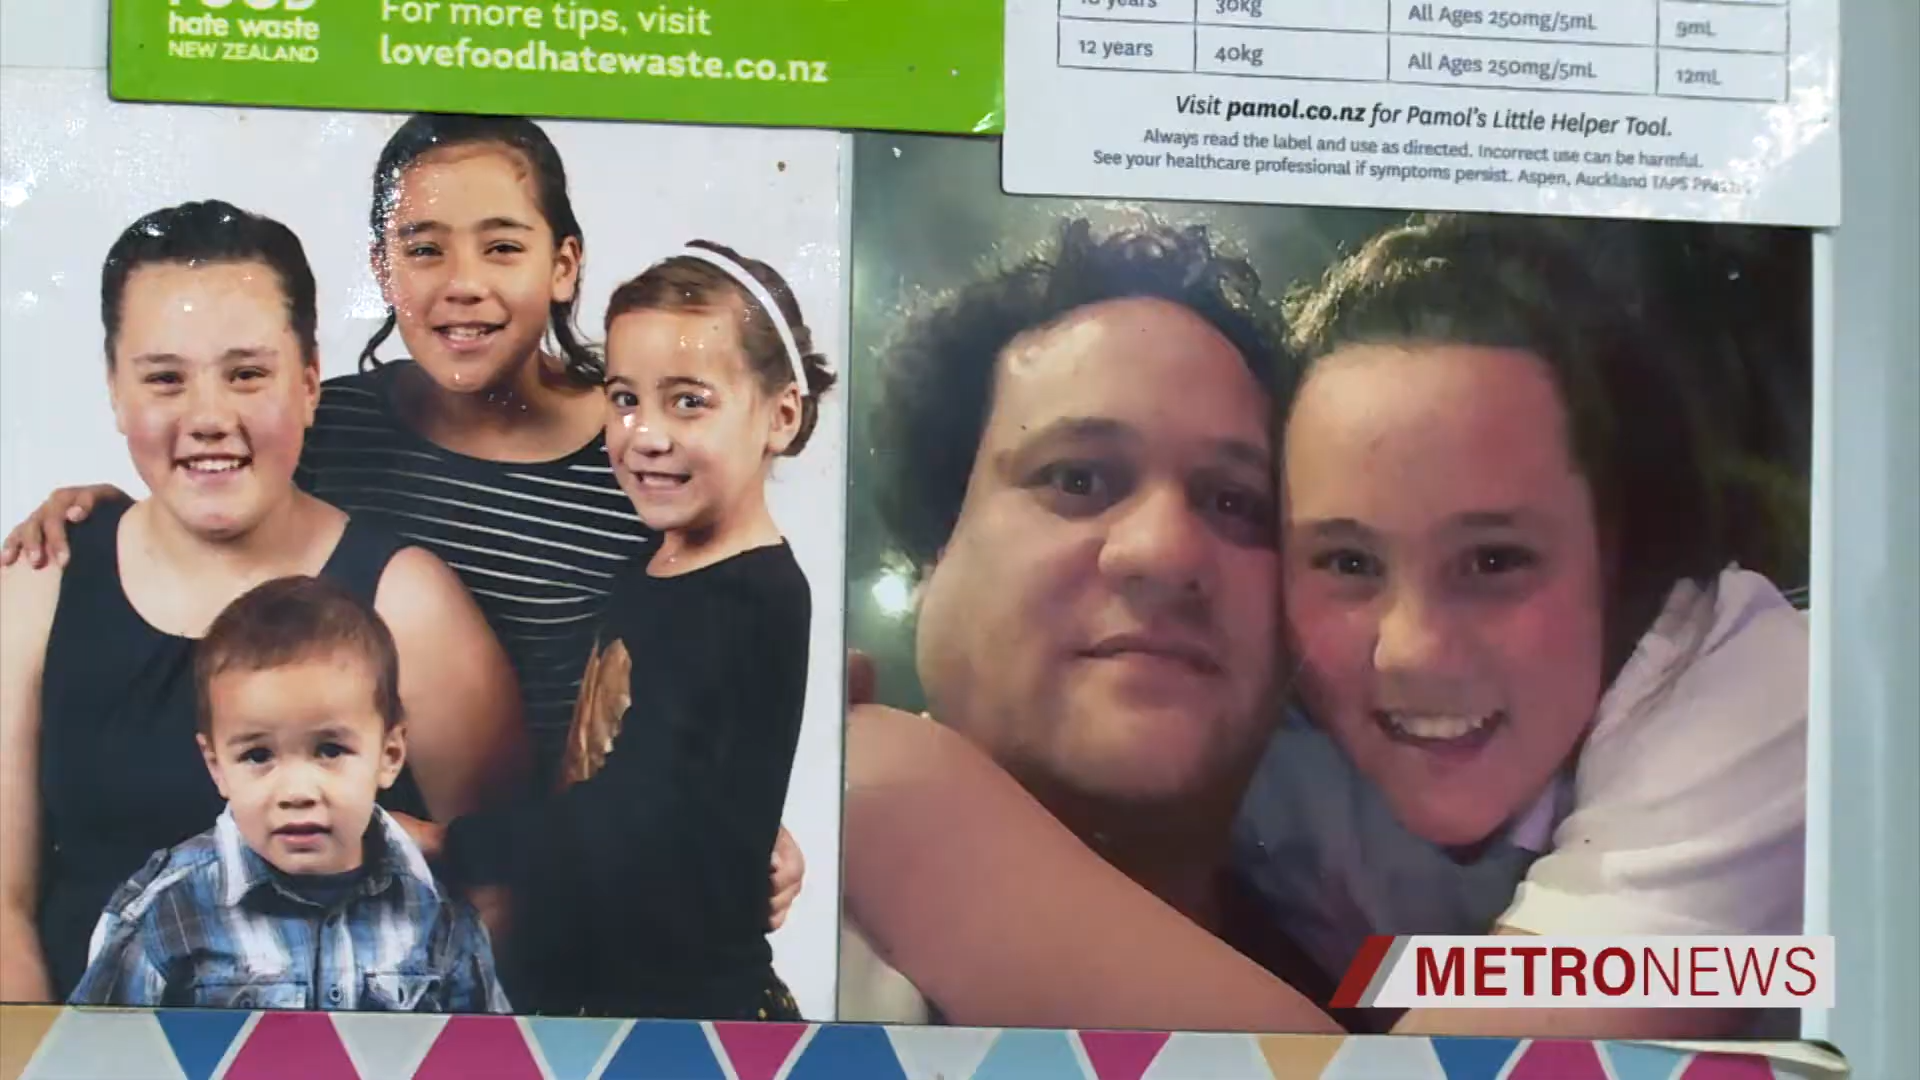 hate waste
NEW ZEALAND
For more tips, visit
lovefoodhatewaste.co.nz
years 30kg All Ages 250mg/5mL 9mL
12 years 40kg All Ages 250mg/5mL 12mL
Visit pamol.co.nz for Pamol's Little Helper Tool.
Always read the label and use as directed. Incorrect use can be harmful.
See your healthcare professional if symptoms persist. Aspen, Auckland TAPS
METRONEWS